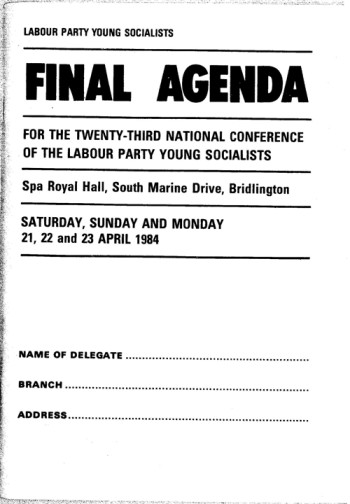 LABOUR PARTY YOUNG SOCIALISTS
FINAL AGENDA
FOR THE TWENTY-THIRD NATIONAL CONFERENCE
OF THE LABOUR PARTY YOUNG SOCIALISTS
Spa Royal Hall, South Marine Drive, Bridlington
SATURDAY, SUNDAY AND MONDAY
21, 22 and 23 APRIL 1984
NAME OF DELEGATE ............................................................
BRANCH ................................................................................
ADDRESS...............................................................................